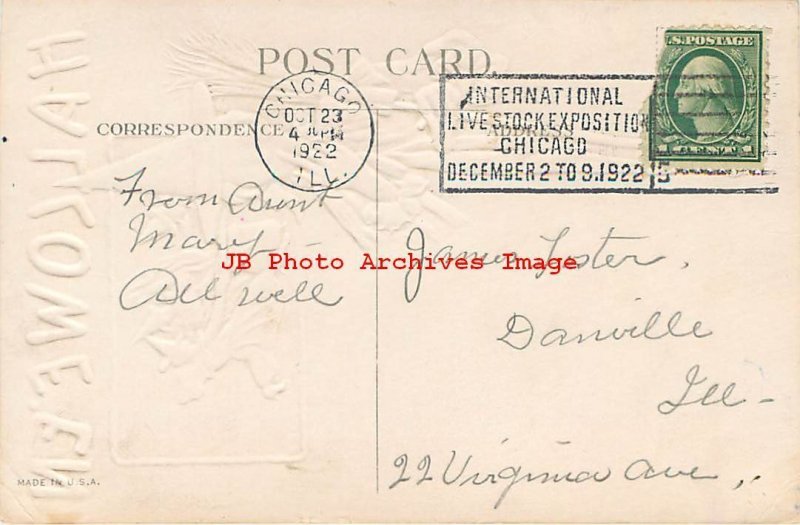 POST CARD
CHICAGO
OCT 23
4 PM
1922
ILL.
INTERNATIONAL
LIVE STOCK EXPOSITION
CHICAGO
DECEMBER 2 TO 9.1922
U.S. POSTAGE
CORRESPONDENCE
ADDRESS
From Aunt
Mary -
All well
JB Photo Archives Image
James Foster,
Danville
Ill -
22 Virginia Ave,.
HALLOWE'EN
MADE IN U.S.A.